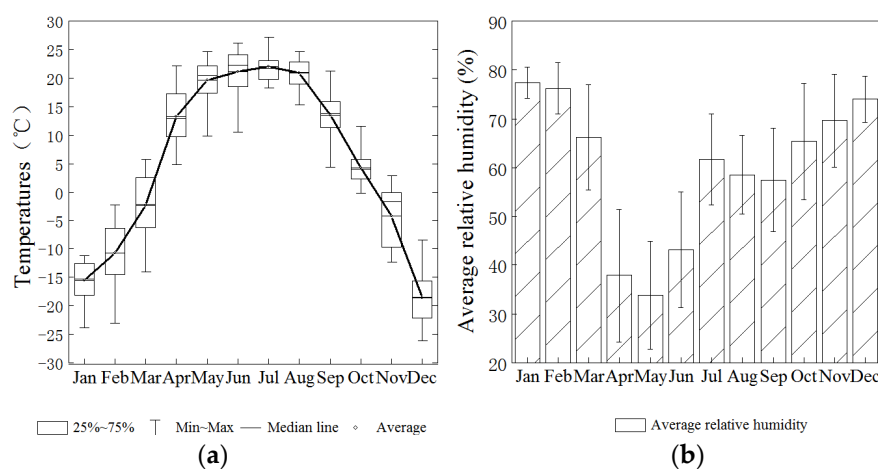 Temperatures (℃)
30
25
20
15
10
5
0
-5
-10
-15
-20
-25
-30
Jan Feb Mar Apr May Jun Jul Aug Sep Oct Nov Dec
25%~75% Min~Max Median line Average
(a)
Average relative humidity (%)
90
80
70
60
50
40
30
20
Jan Feb Mar Apr May Jun Jul Aug Sep Oct Nov Dec
Average relative humidity
(b)